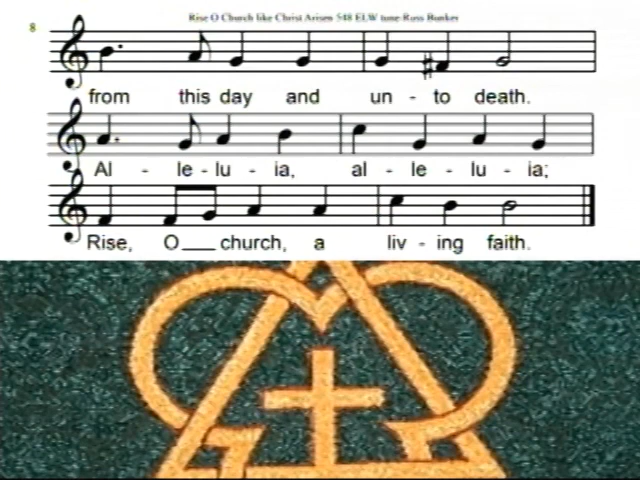 Rise O Church like Christ Arisen 548 ELW tune Russ Bunker
8
from this day and un - to death.
Al - le - lu - ia, al - le - lu - ia;
Rise, O church, a liv - ing faith.